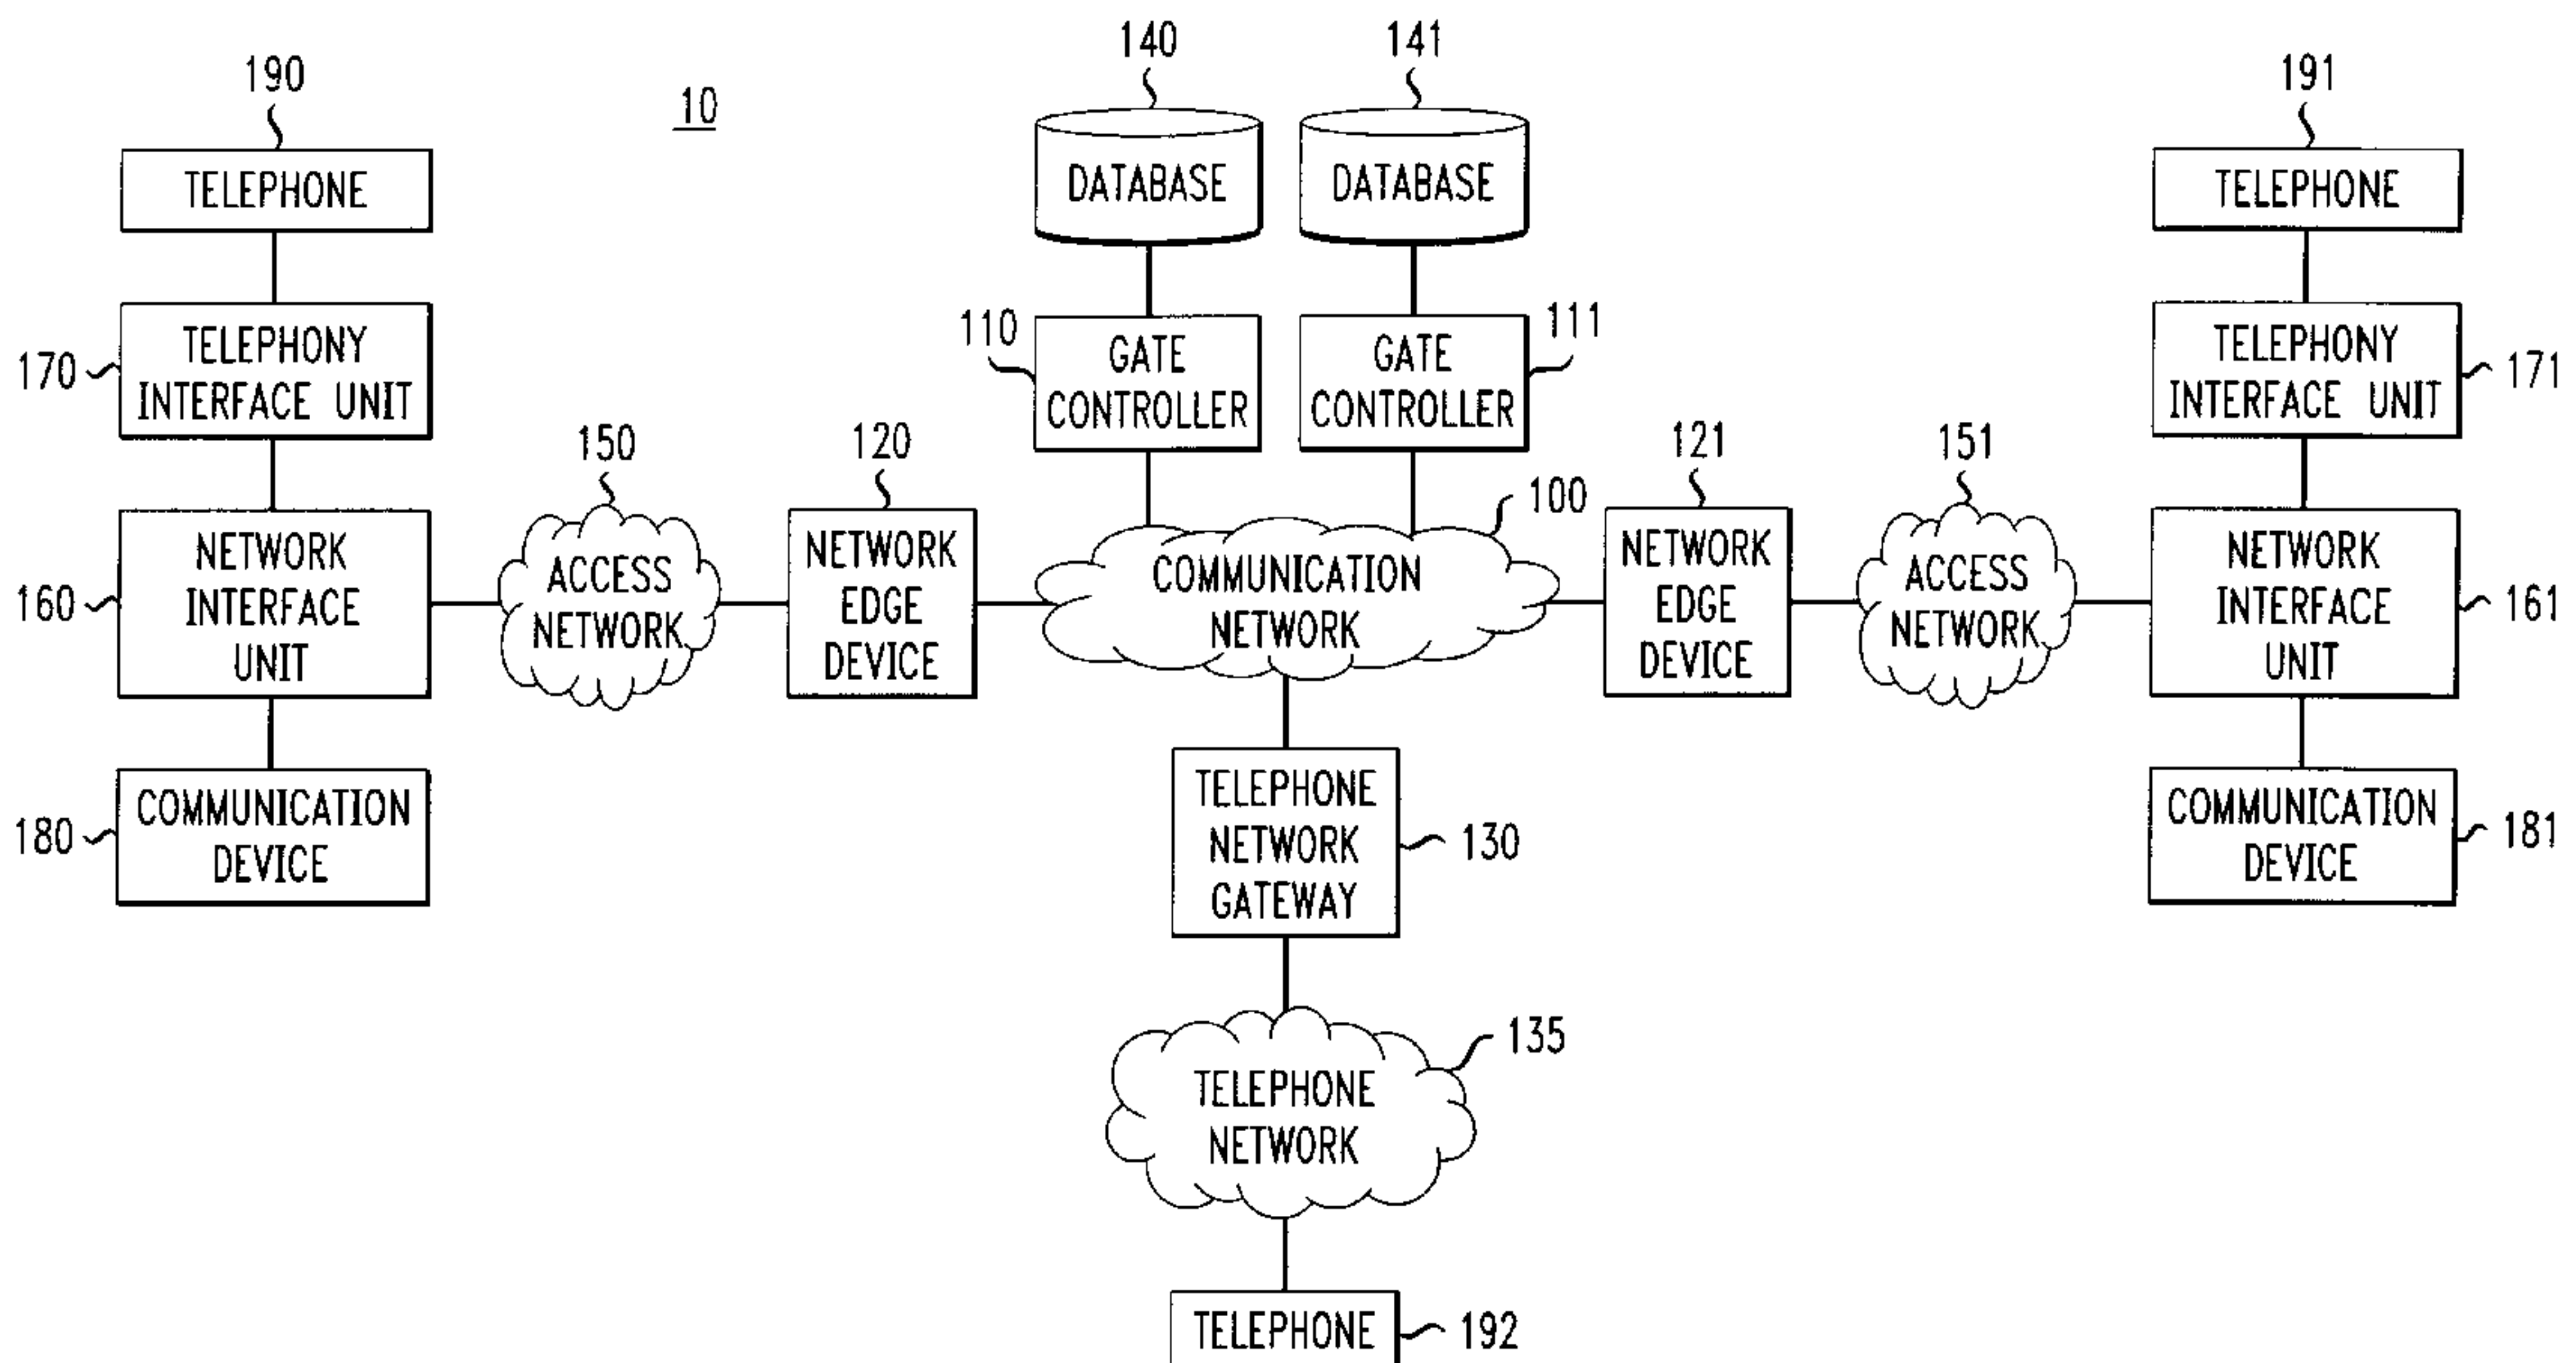 140
141
190
10
191
DATABASE
DATABASE
TELEPHONE
TELEPHONE
110
111
GATE
CONTROLLER
GATE
CONTROLLER
170
TELEPHONY
INTERFACE UNIT
TELEPHONY
INTERFACE UNIT
171
150
120
121
151
100
160
NETWORK
INTERFACE
UNIT
ACCESS
NETWORK
NETWORK
EDGE
DEVICE
COMMUNICATION
NETWORK
NETWORK
EDGE
DEVICE
ACCESS
NETWORK
NETWORK
INTERFACE
UNIT
161
180
COMMUNICATION
DEVICE
TELEPHONE
NETWORK
GATEWAY
130
COMMUNICATION
DEVICE
181
135
TELEPHONE
NETWORK
TELEPHONE
192